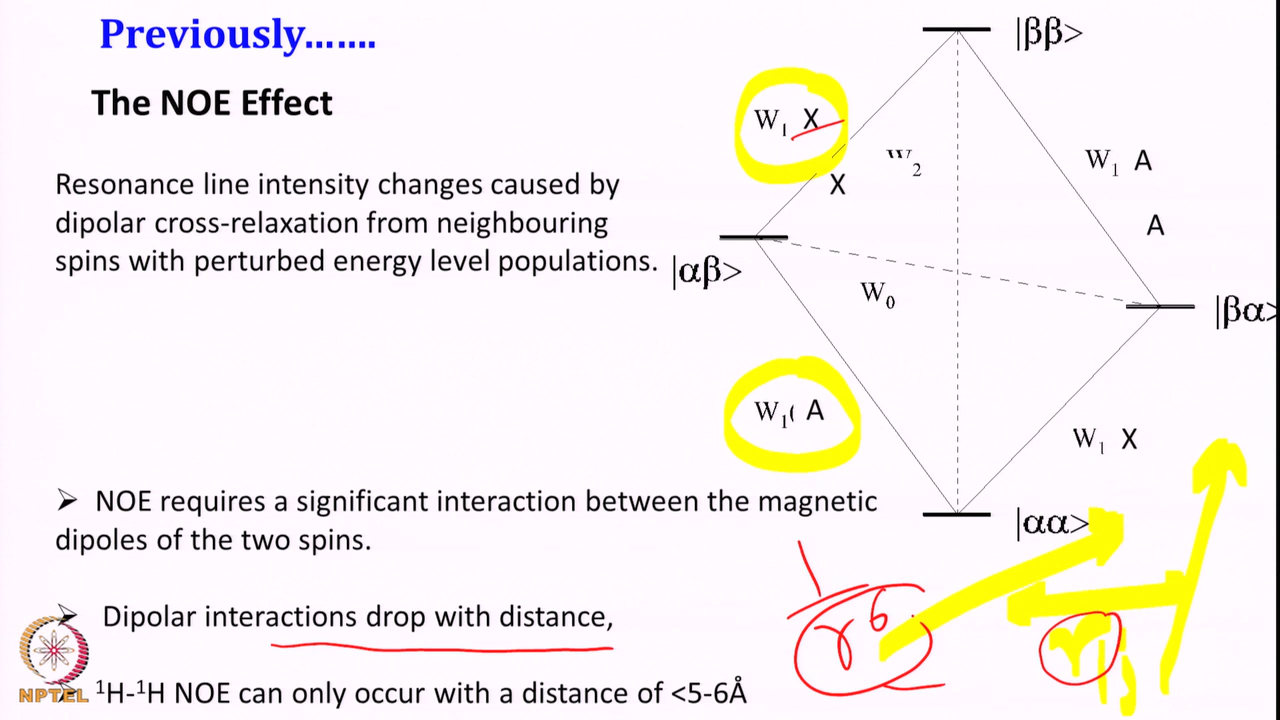 Previously.......
The NOE Effect
Resonance line intensity changes caused by
dipolar cross-relaxation from neighbouring
spins with perturbed energy level populations.
|ββ>
W₁ X
W₂
W₁ A
X
A
|αβ>
W₀
|βα>
W₁( A
W₁ X
|αα>
➢ NOE requires a significant interaction between the magnetic
dipoles of the two spins.
➢ Dipolar interactions drop with distance,
1/r⁶
¹H-¹H NOE can only occur with a distance of <5-6Å
NPTEL